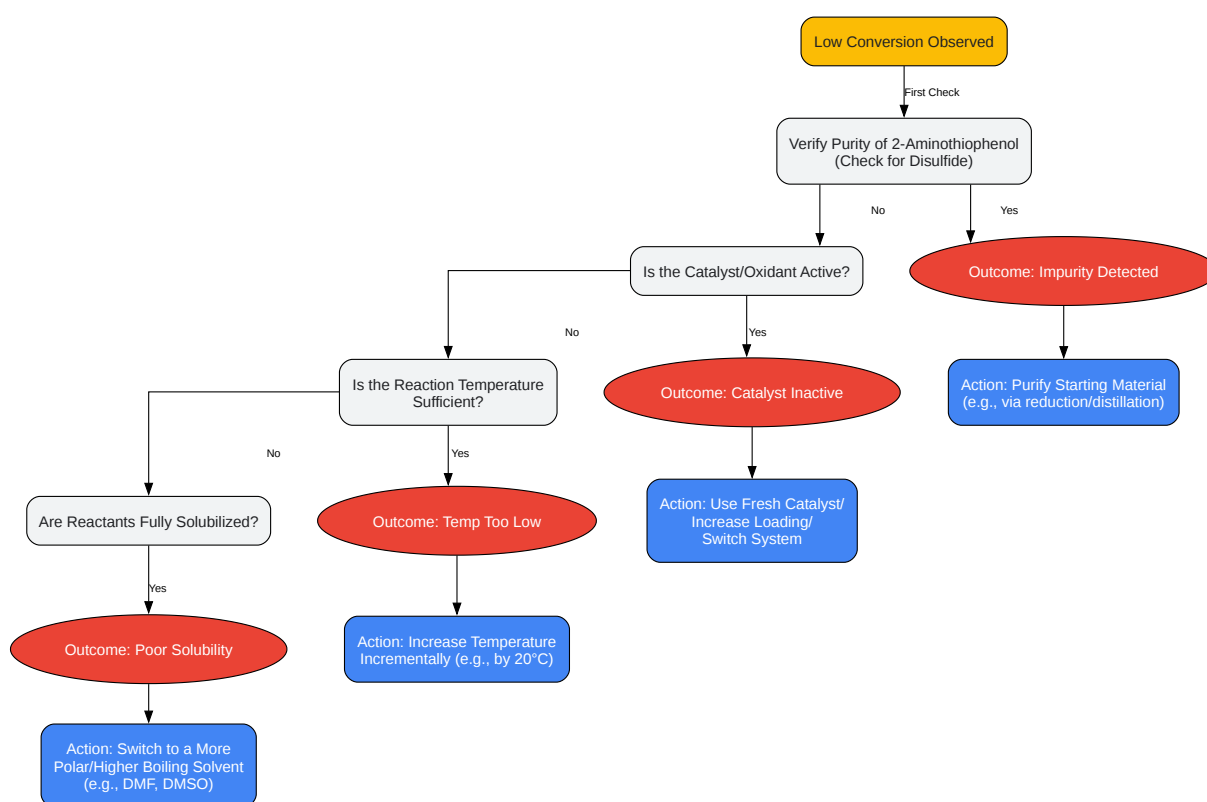 Low Conversion Observed
First Check
Verify Purity of 2-Aminothiophenol
(Check for Disulfide)
No
Yes
Is the Catalyst/Oxidant Active?
Outcome: Impurity Detected
No
Yes
Is the Reaction Temperature
Sufficient?
Outcome: Catalyst Inactive
Action: Purify Starting Material
(e.g., via reduction/distillation)
No
Yes
Are Reactants Fully Solubilized?
Outcome: Temp Too Low
Action: Use Fresh Catalyst/
Increase Loading/
Switch System
Yes
Outcome: Poor Solubility
Action: Increase Temperature
Incrementally (e.g., by 20°C)
Action: Switch to a More
Polar/Higher Boiling Solvent
(e.g., DMF, DMSO)